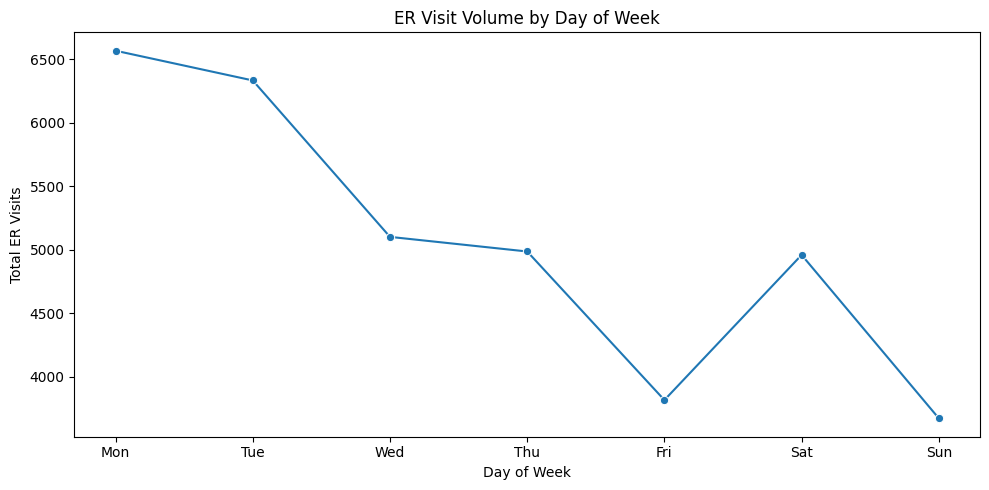 ER Visit Volume by Day of Week
Total ER Visits
6500
6000
5500
5000
4500
4000
Mon Tue Wed Thu Fri Sat Sun
Day of Week